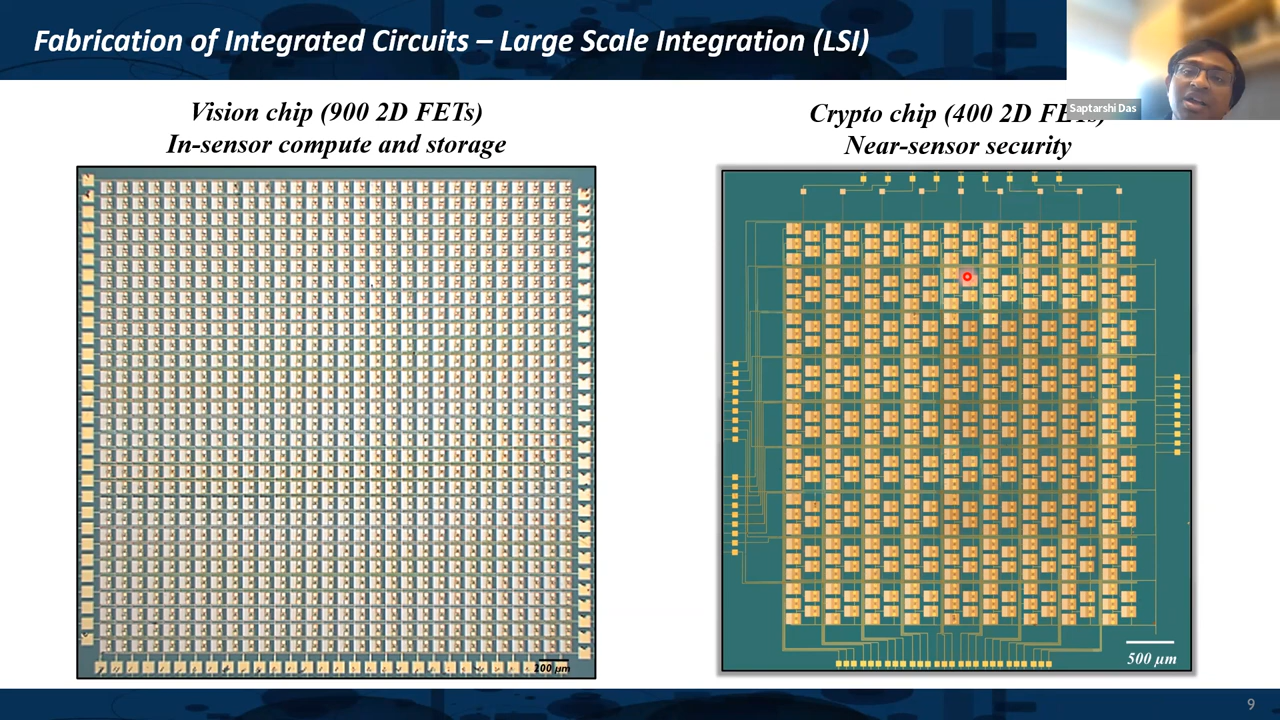 Fabrication of Integrated Circuits – Large Scale Integration (LSI)
Saptarshi Das
Vision chip (900 2D FETs)
In-sensor compute and storage
Crypto chip (400 2D FETs)
Near-sensor security
200 µm
500 µm
9